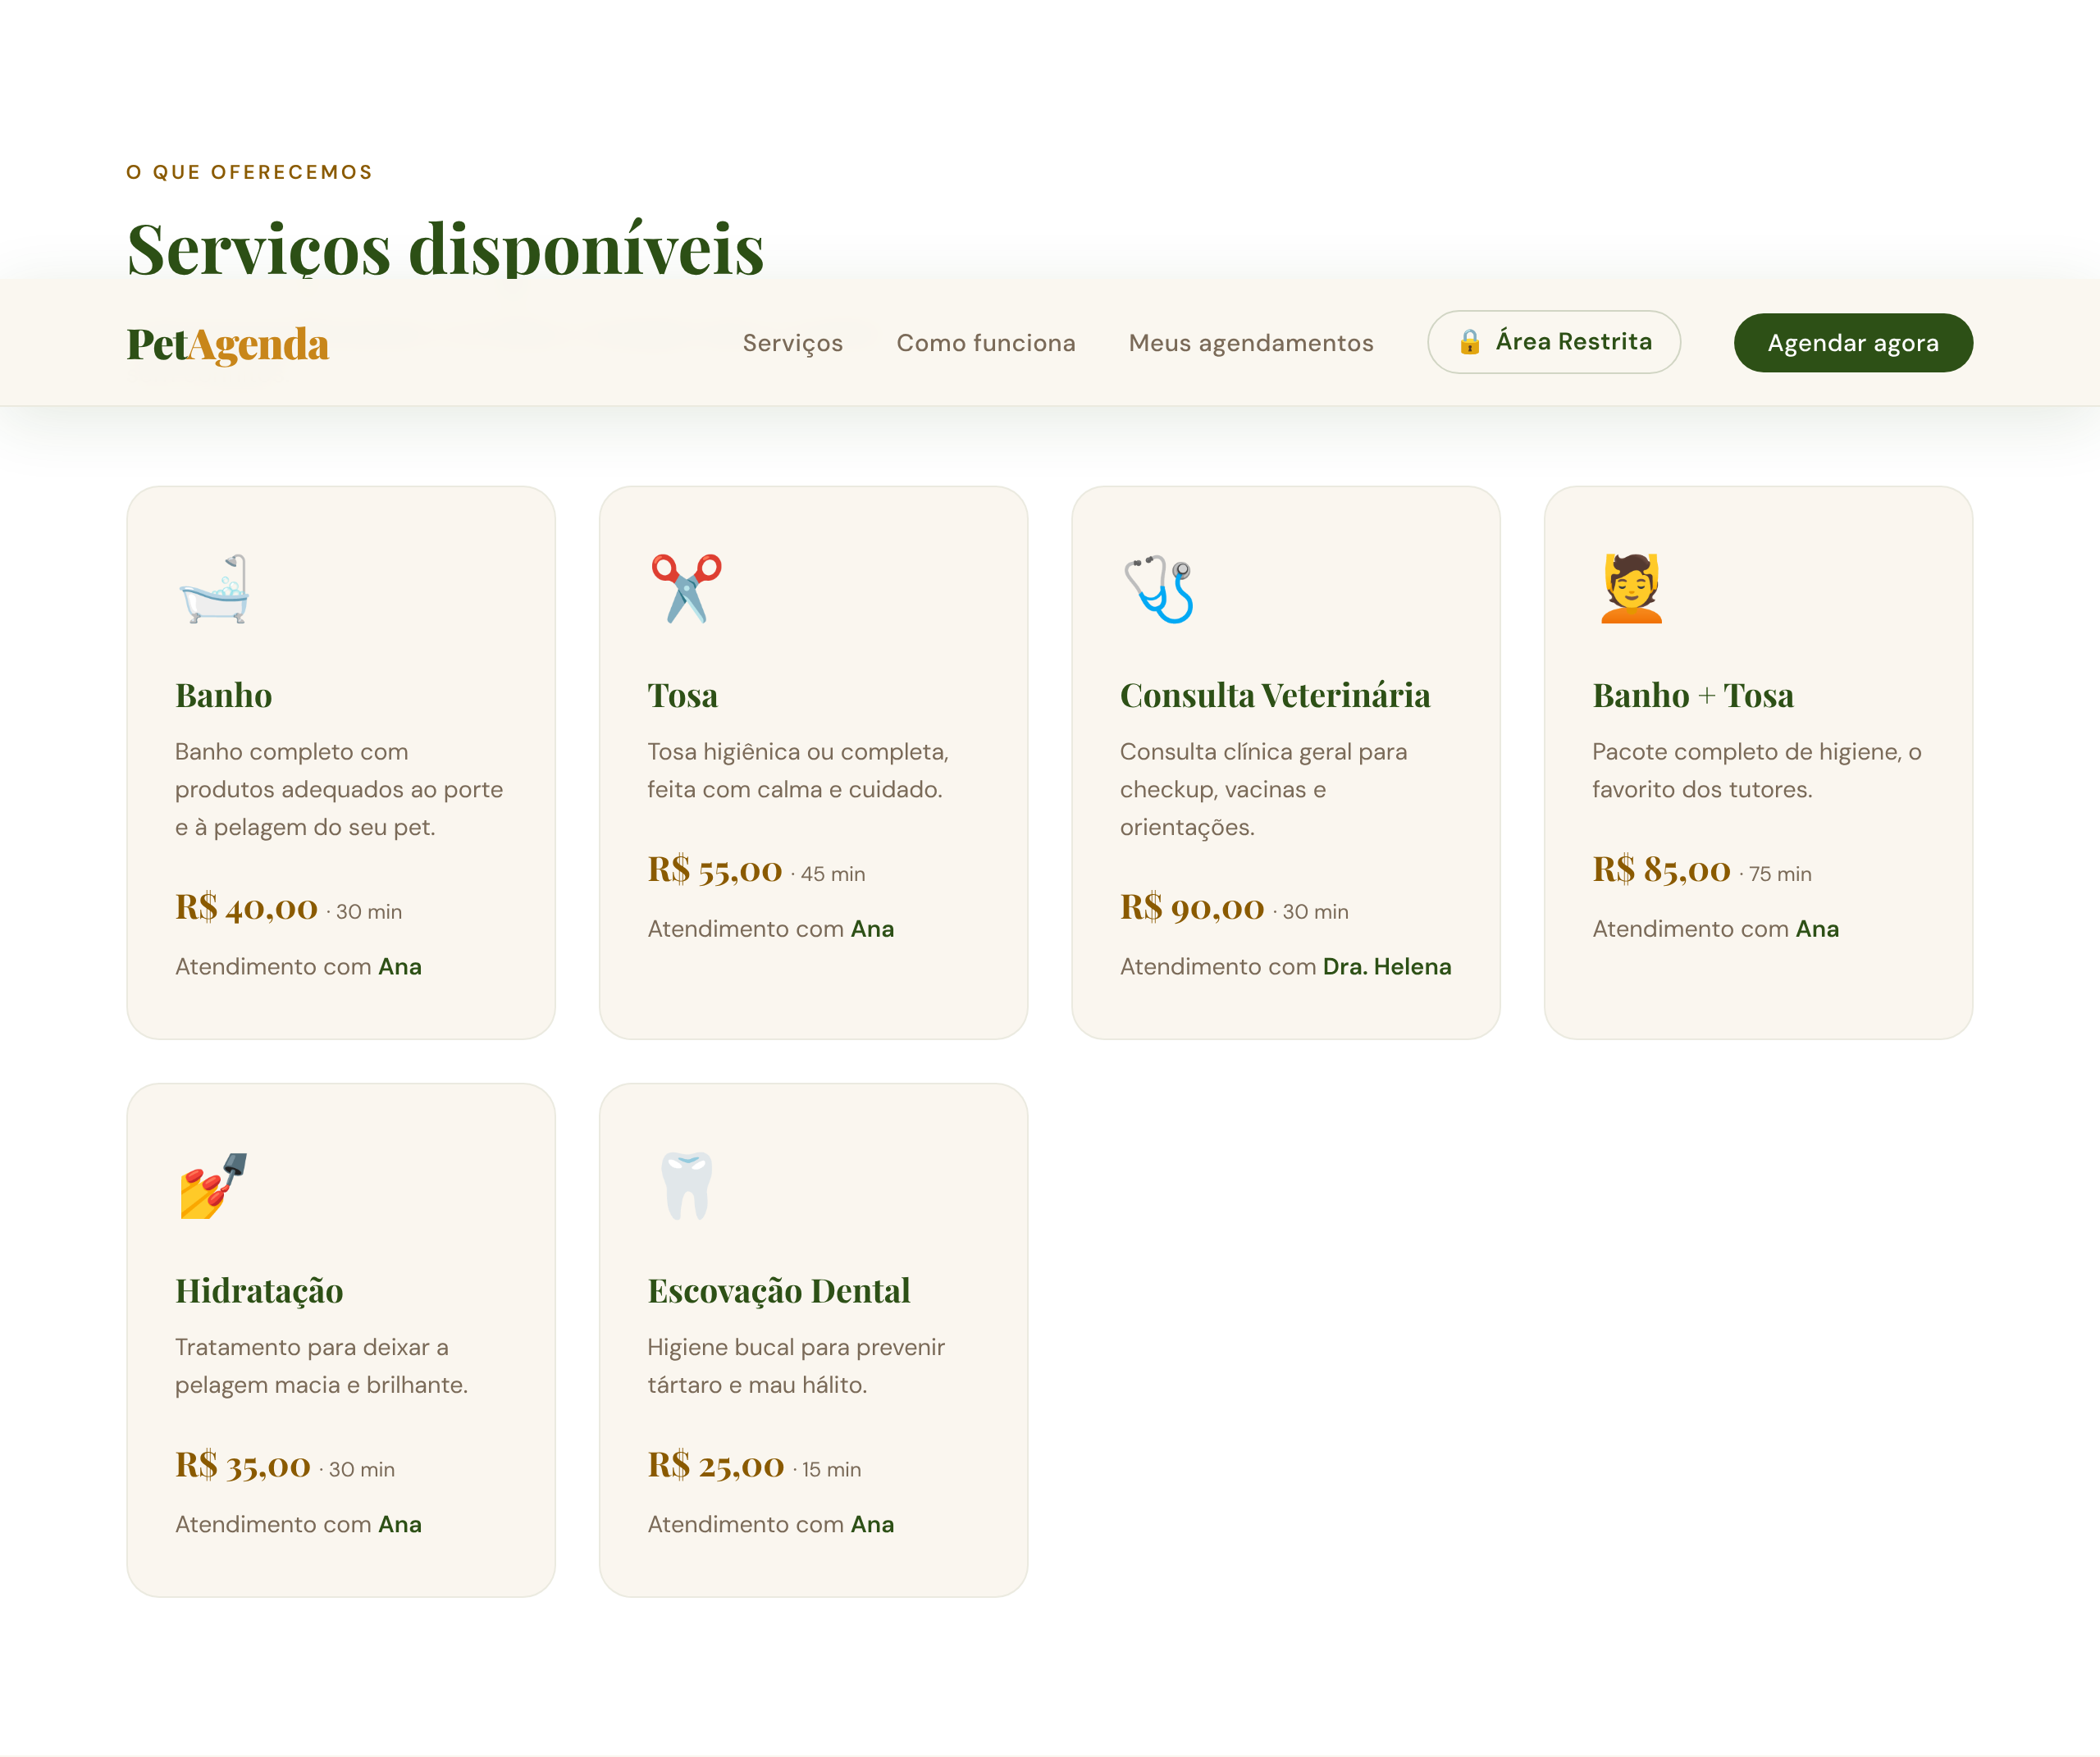 O QUE OFERECEMOS
Serviços disponíveis
PetAgenda
Serviços
Como funciona
Meus agendamentos
Área Restrita
Agendar agora
Banho
Banho completo com
produtos adequados ao porte
e à pelagem do seu pet.
R$ 40,00 · 30 min
Atendimento com Ana
Tosa
Tosa higiênica ou completa,
feita com calma e cuidado.
R$ 55,00 · 45 min
Atendimento com Ana
Consulta Veterinária
Consulta clínica geral para
checkup, vacinas e
orientações.
R$ 90,00 · 30 min
Atendimento com Dra. Helena
Banho + Tosa
Pacote completo de higiene, o
favorito dos tutores.
R$ 85,00 · 75 min
Atendimento com Ana
Hidratação
Tratamento para deixar a
pelagem macia e brilhante.
R$ 35,00 · 30 min
Atendimento com Ana
Escovação Dental
Higiene bucal para prevenir
tártaro e mau hálito.
R$ 25,00 · 15 min
Atendimento com Ana